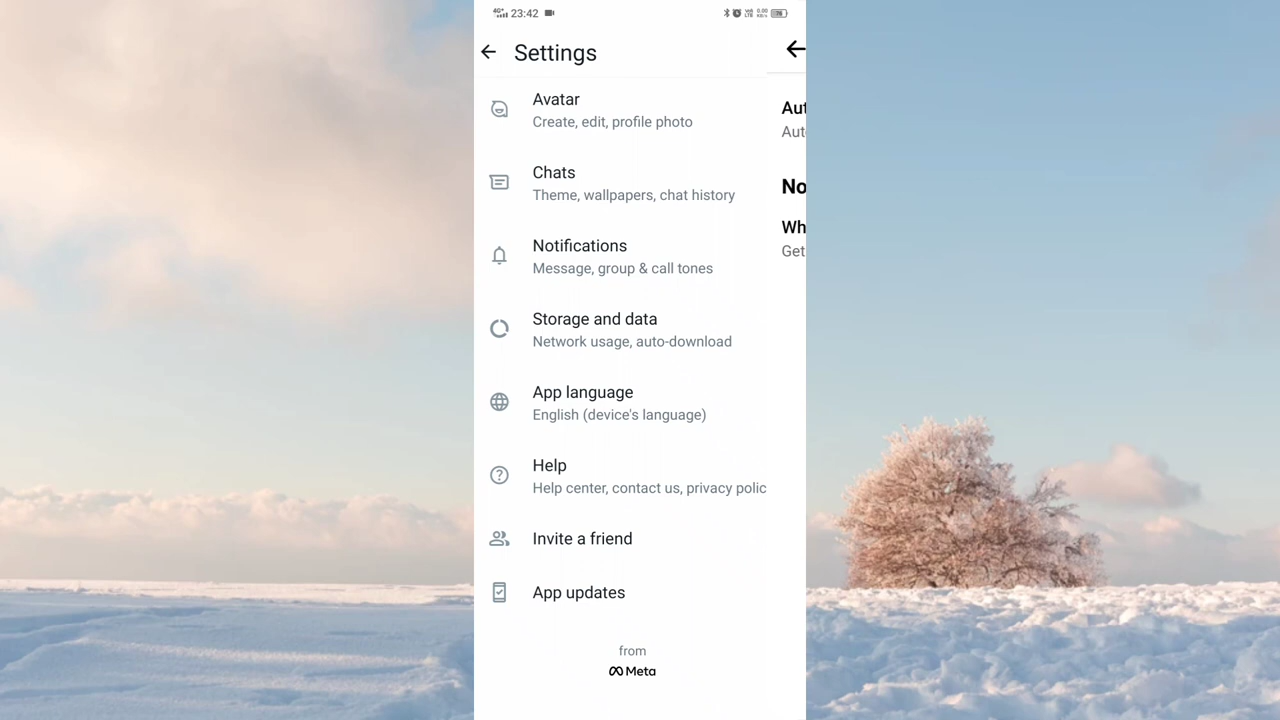 4G+ 23:42
Settings
Avatar
Create, edit, profile photo
Chats
Theme, wallpapers, chat history
Notifications
Message, group & call tones
Storage and data
Network usage, auto-download
App language
English (device's language)
Help
Help center, contact us, privacy polic
Invite a friend
App updates
from
Meta
Aut
Aut
No
Wh
Get